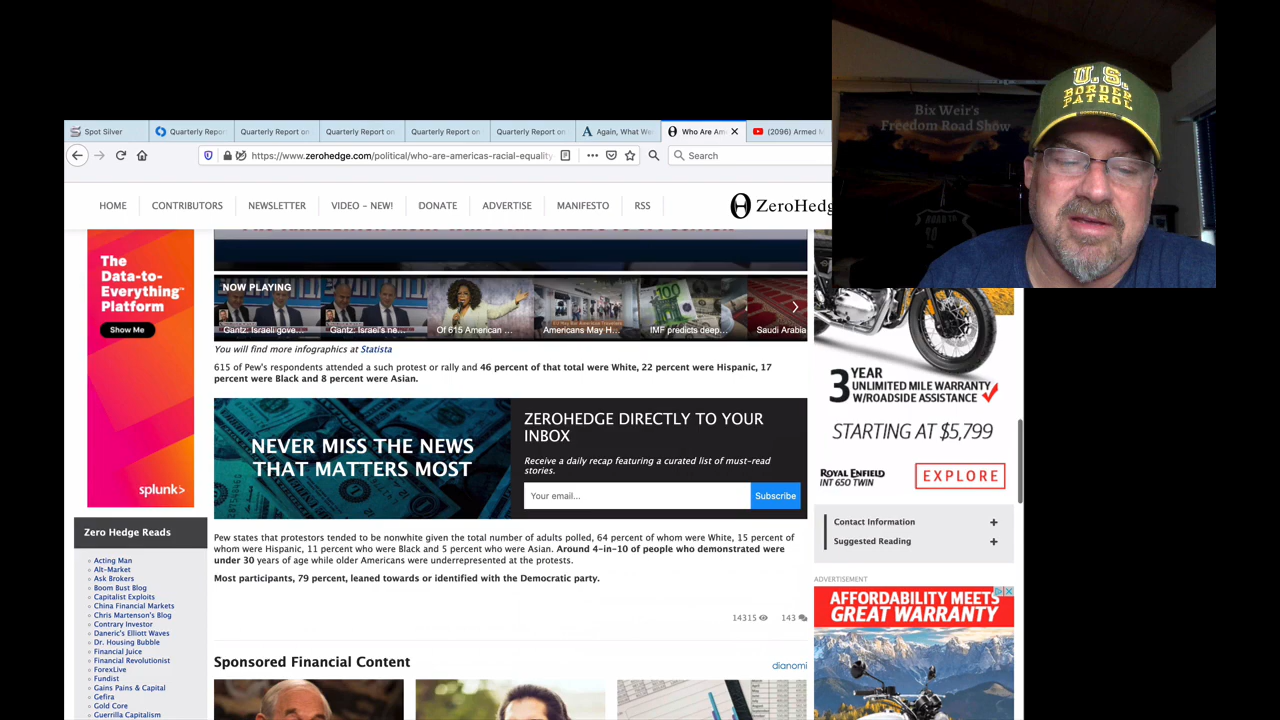 U.S.
BORDER
PATROL
Bix Weir's
Freedom Road Show
Spot Silver
Quarterly Repor
Quarterly Report on
Quarterly Report on
Quarterly Report on
Quarterly Report on
Again, What We
Who Are Am
(2096) Armed M
https://www.zerohedge.com/political/who-are-americas-racial-equality-
Search
HOME
CONTRIBUTORS
NEWSLETTER
VIDEO - NEW!
DONATE
ADVERTISE
MANIFESTO
RSS
ZeroHedg
The
Data-to-
Everything™
Platform
Show Me
splunk>
NOW PLAYING
Gantz: Israeli gove...
Gantz: Israel's ne...
Of 615 American ...
Americans May H...
IMF predicts deep...
Saudi Arabia
You will find more infographics at Statista
615 of Pew's respondents attended a such protest or rally and 46 percent of that total were White, 22 percent were Hispanic, 17
percent were Black and 8 percent were Asian.
NEVER MISS THE NEWS
THAT MATTERS MOST
ZEROHEDGE DIRECTLY TO YOUR
INBOX
Receive a daily recap featuring a curated list of must-read
stories.
Your email...
Subscribe
Pew states that protestors tended to be nonwhite given the total number of adults polled, 64 percent of whom were White, 15 percent of
whom were Hispanic, 11 percent who were Black and 5 percent who were Asian. Around 4-in-10 of people who demonstrated were
under 30 years of age while older Americans were underrepresented at the protests.
Most participants, 79 percent, leaned towards or identified with the Democratic party.
14315
143
Sponsored Financial Content
dianomi
Zero Hedge Reads
Acting Man
Alt-Market
Ask Brokers
Boom Bust Blog
Capitalist Exploits
China Financial Markets
Chris Martenson's Blog
Contrary Investor
Daneric's Elliott Waves
Dr. Housing Bubble
Financial Juice
Financial Revolutionist
ForexLive
Fundist
Gains Pains & Capital
Gefira
Gold Core
Guerrilla Capitalism
3 YEAR
UNLIMITED MILE WARRANTY
W/ROADSIDE ASSISTANCE
STARTING AT $5,799
ROYAL ENFIELD
INT 650 TWIN
EXPLORE
Contact Information
Suggested Reading
ADVERTISEMENT
AFFORDABILITY MEETS
GREAT WARRANTY